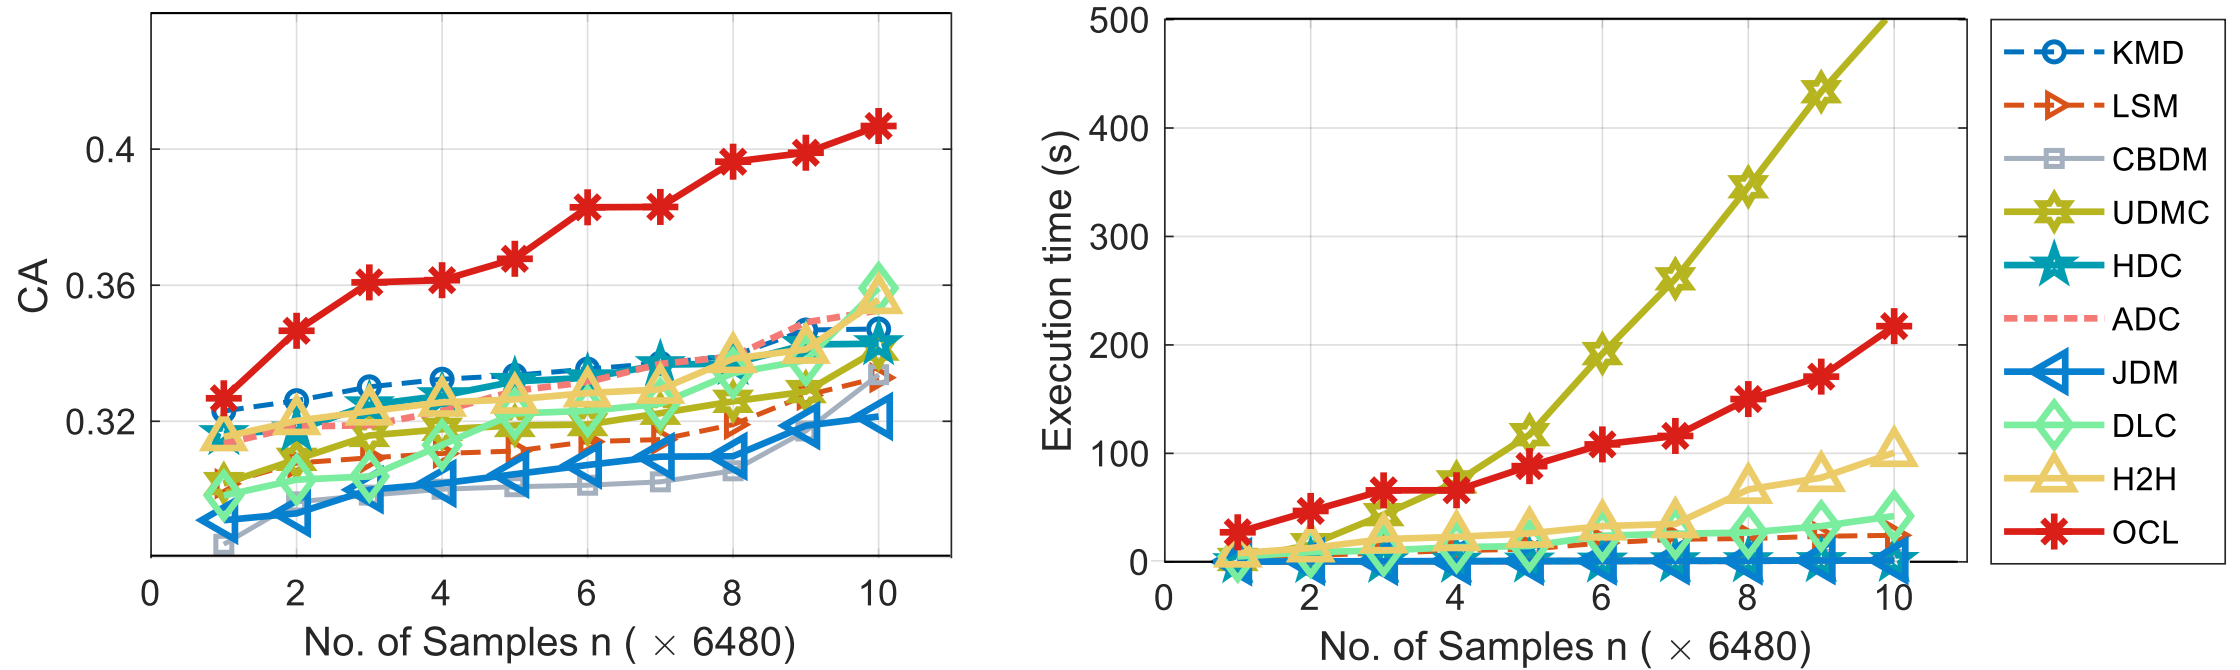 CA
0.4
0.36
0.32
0 2 4 6 8 10
No. of Samples n ( × 6480)
Execution time (s)
500
400
300
200
100
0
0 2 4 6 8 10
No. of Samples n ( × 6480)
KMD
LSM
CBDM
UDMC
HDC
ADC
JDM
DLC
H2H
OCL